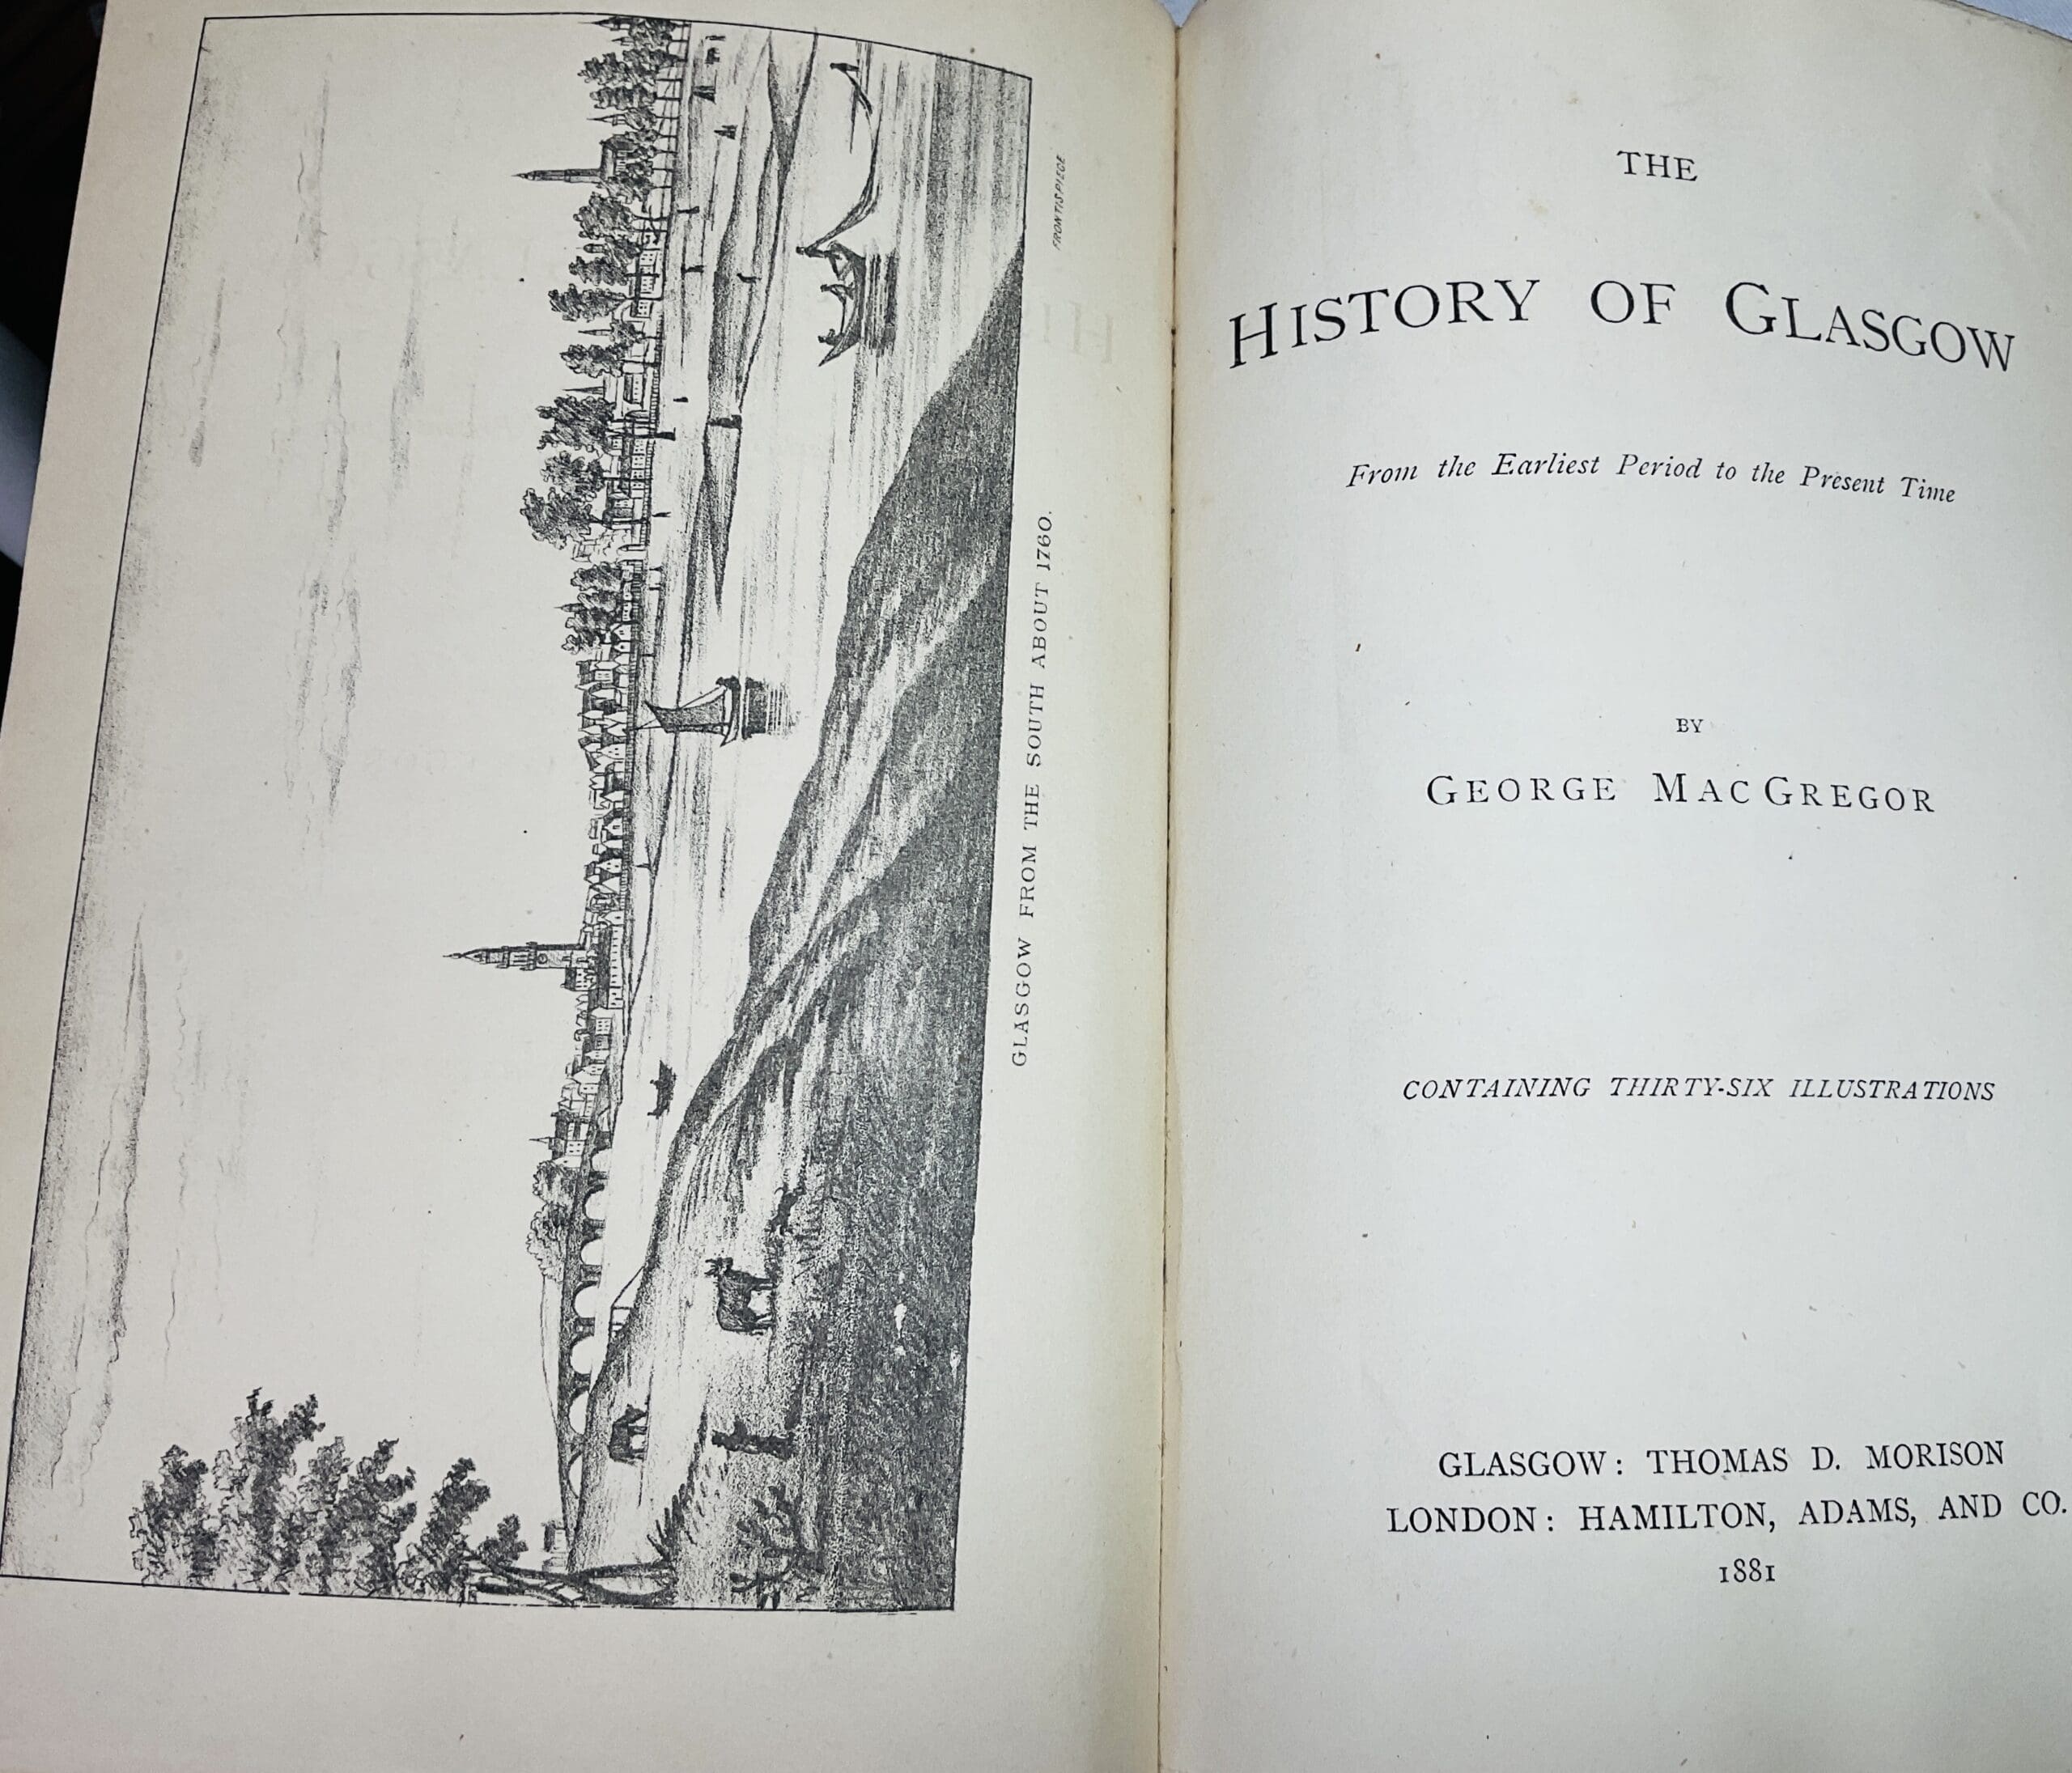 FRONTISPIECE
GLASGOW FROM THE SOUTH ABOUT 1760.
THE
HISTORY OF GLASGOW
From the Earliest Period to the Present Time
BY
GEORGE MACGREGOR
CONTAINING THIRTY-SIX ILLUSTRATIONS
GLASGOW: THOMAS D. MORISON
LONDON: HAMILTON, ADAMS, AND CO.
1881